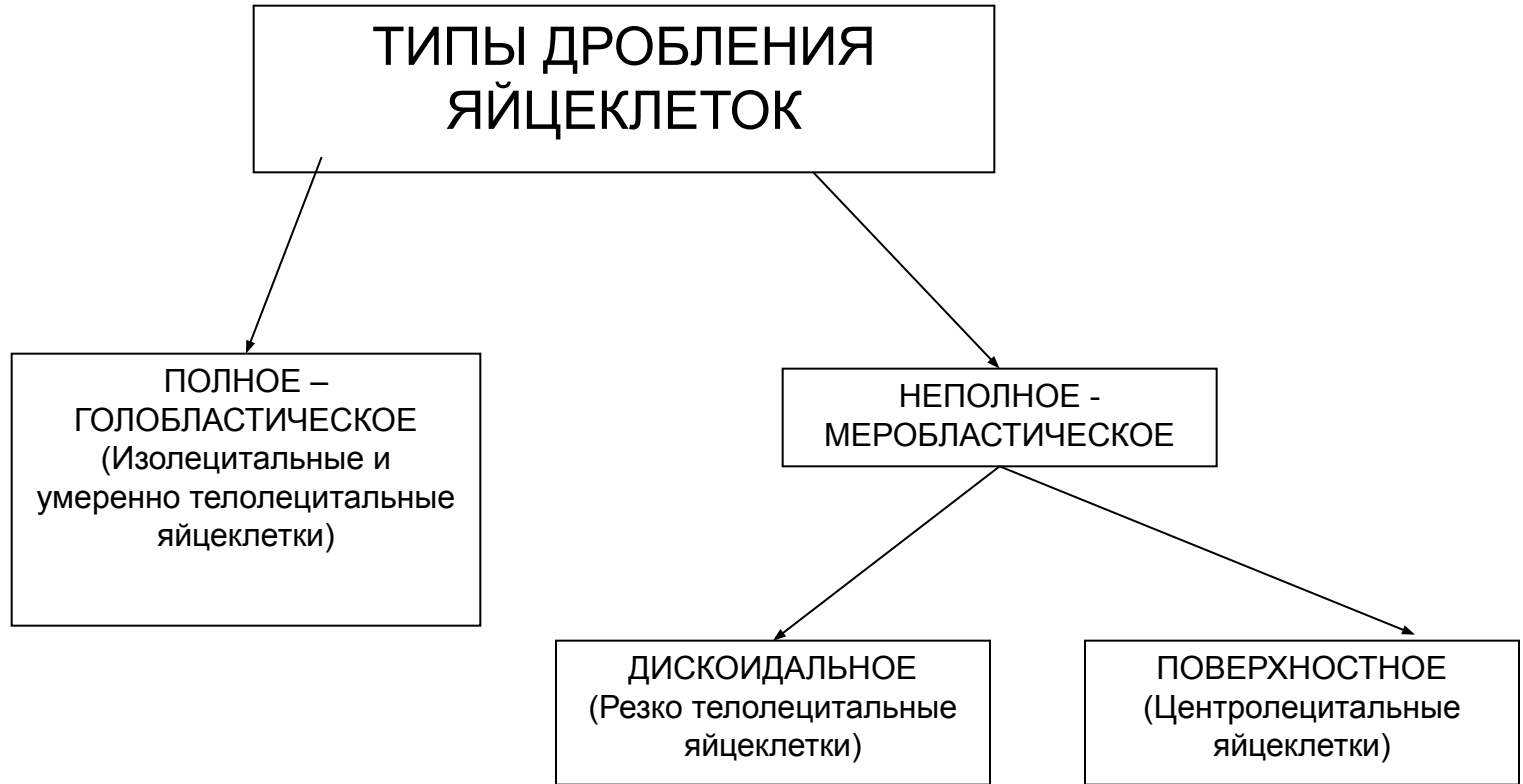 ТИПЫ ДРОБЛЕНИЯ
ЯЙЦЕКЛЕТОК
ПОЛНОЕ –
ГОЛОБЛАСТИЧЕСКОЕ
(Изолецитальные и
умеренно телолецитальные
яйцеклетки)
НЕПОЛНОЕ -
МЕРОБЛАСТИЧЕСКОЕ
ДИСКОИДАЛЬНОЕ
(Резко телолецитальные
яйцеклетки)
ПОВЕРХНОСТНОЕ
(Центролецитальные
яйцеклетки)